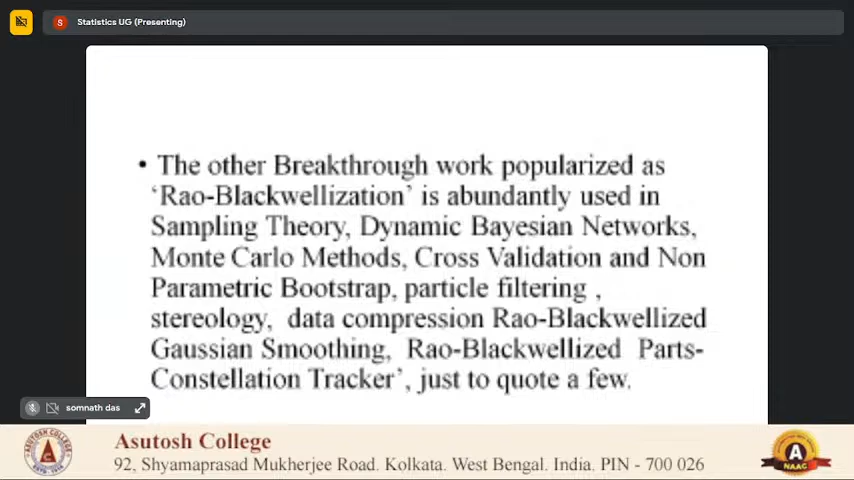 S Statistics UG (Presenting)
• The other Breakthrough work popularized as
‘Rao-Blackwellization’ is abundantly used in
Sampling Theory, Dynamic Bayesian Networks,
Monte Carlo Methods, Cross Validation and Non
Parametric Bootstrap, particle filtering ,
stereology, data compression Rao-Blackwellized
Gaussian Smoothing, Rao-Blackwellized Parts-
Constellation Tracker’, just to quote a few.
somnath das
Asutosh College
92, Shyamaprasad Mukherjee Road. Kolkata. West Bengal. India. PIN - 700 026
ASUTOSH COLLEGE
A
NAAC